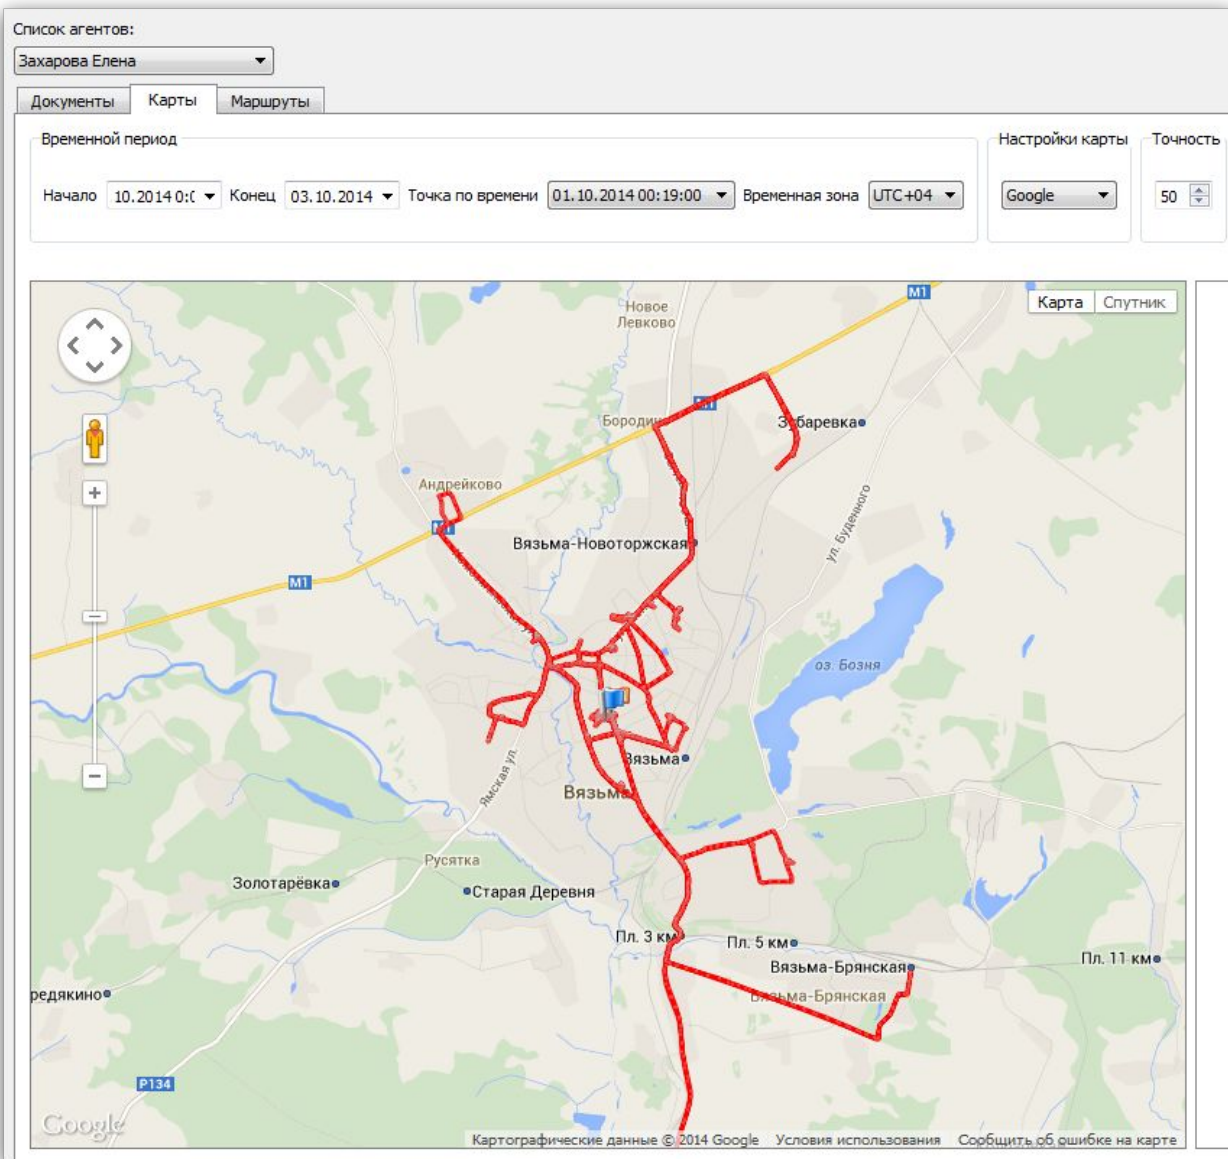 Список агентов:
Захарова Елена
Документы Карты Маршруты
Временной период Настройки карты Точность
Начало 10.2014 0:( Конец 03.10.2014 Точка по времени 01.10.2014 00:19:00 Временная зона UTC+04 Google 50
M1 Карта Спутник
Новое
Левково
M1
Бородин
Андрейково
M1
Вязьма-Новоторжская
ул. Буденного
M1
оз. Бозня
Вязьма
Ямская ул.
Вязьма
Русятка
Золотарёвка
Старая Деревня
Пл. 3 км Пл. 5 км
Пл. 11 км
Вязьма-Брянская
Вязьма-Брянская
редякино
P134
Google
Картографические данные © 2014 Google Условия использования Сообщить об ошибке на карте